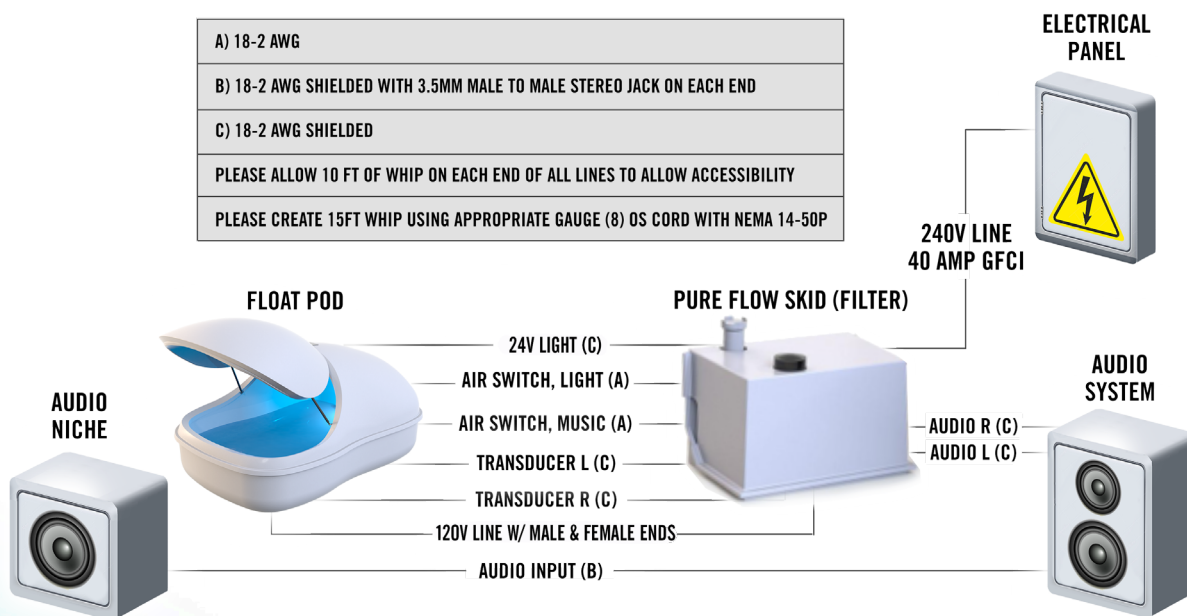 A) 18-2 AWG
B) 18-2 AWG SHIELDED WITH 3.5MM MALE TO MALE STEREO JACK ON EACH END
C) 18-2 AWG SHIELDED
PLEASE ALLOW 10 FT OF WHIP ON EACH END OF ALL LINES TO ALLOW ACCESSIBILITY
PLEASE CREATE 15FT WHIP USING APPROPRIATE GAUGE (8) OS CORD WITH NEMA 14-50P
ELECTRICAL
PANEL
240V LINE
40 AMP GFCI
FLOAT POD
PURE FLOW SKID (FILTER)
24V LIGHT (C)
AIR SWITCH, LIGHT (A)
AIR SWITCH, MUSIC (A)
TRANSDUCER L (C)
TRANSDUCER R (C)
120V LINE W/ MALE & FEMALE ENDS
AUDIO INPUT (B)
AUDIO
NICHE
AUDIO
SYSTEM
AUDIO R (C)
AUDIO L (C)